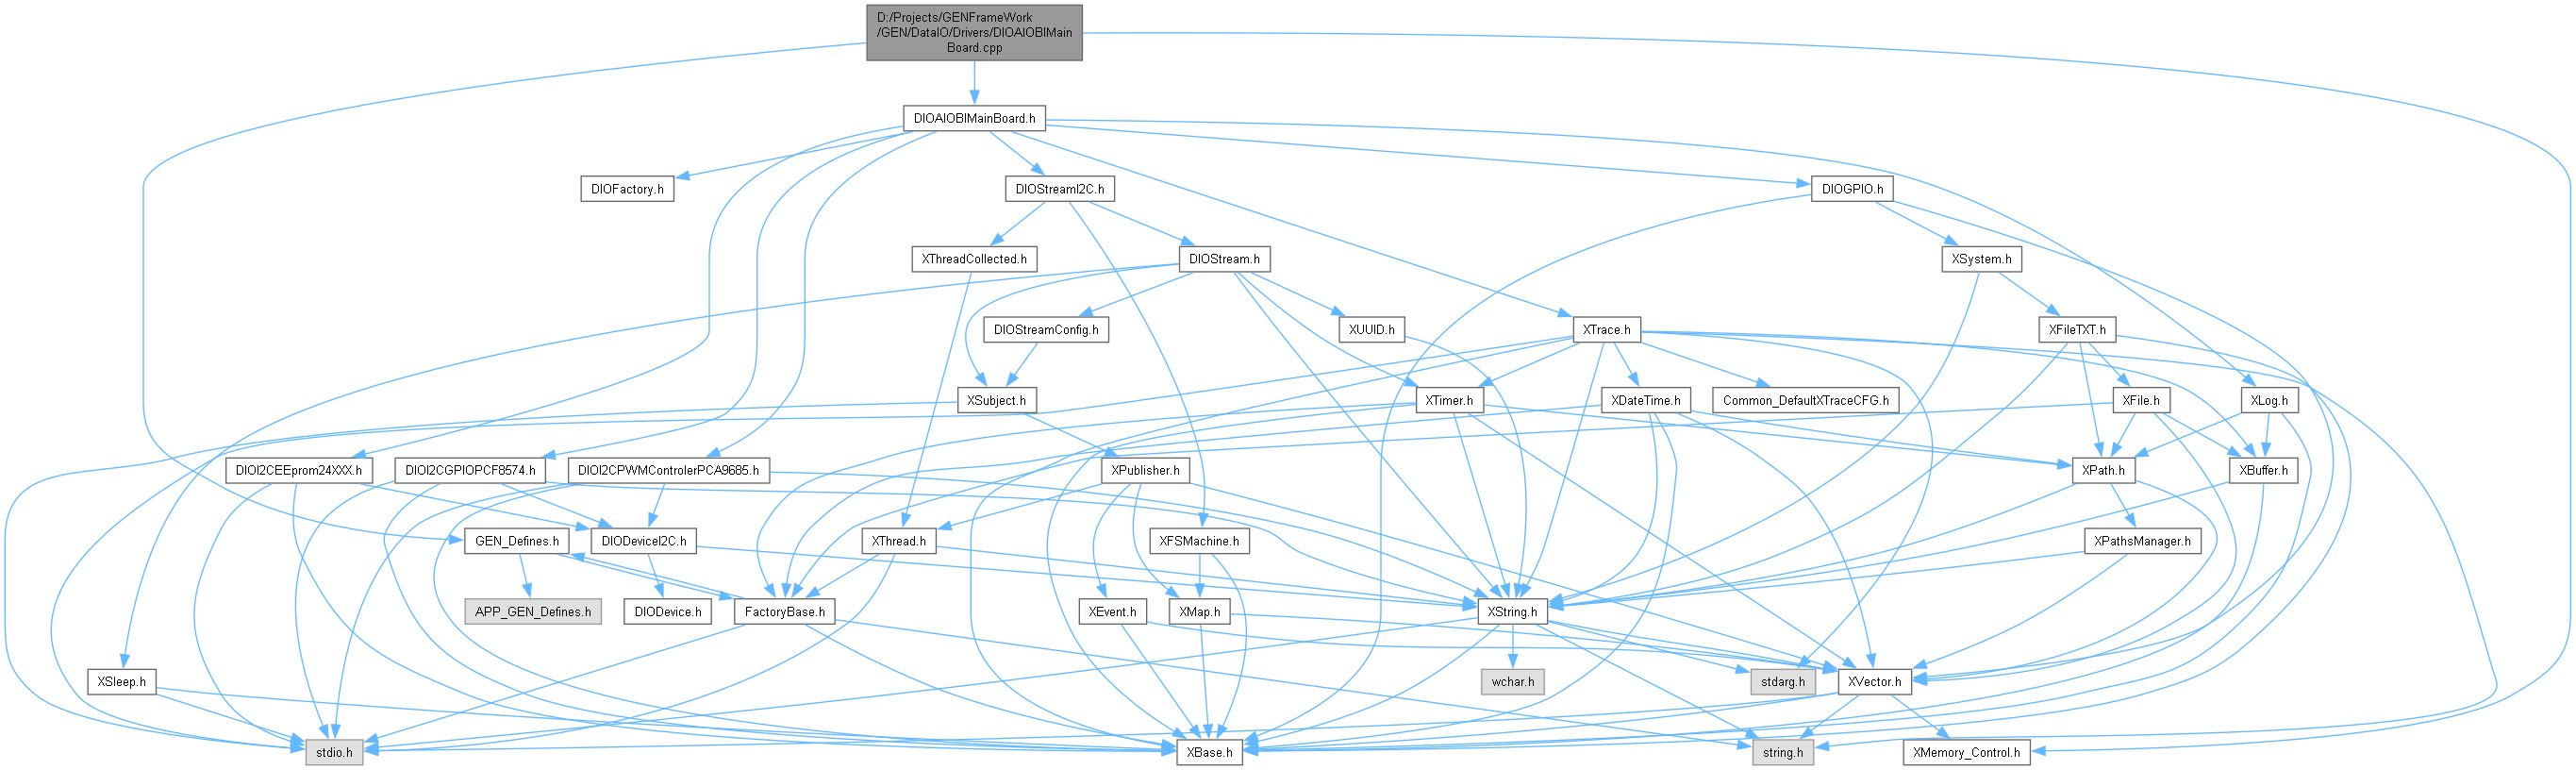 D:/Projects/GENFrameWork
/GEN/DataIO/Drivers/DIOAIOBIMain
Board.cpp
DIOAIOBIMainBoard.h
DIOFactory.h
DIOStreamI2C.h
DIOGPIO.h
XThreadCollected.h
DIOStream.h
XSystem.h
DIOStreamConfig.h
XUUID.h
XTrace.h
XFileTXT.h
XSubject.h
XTimer.h
XDateTime.h
Common_DefaultXTraceCFG.h
XFile.h
XLog.h
DIOI2CEEprom24XXX.h
DIOI2CGPIOPCF8574.h
DIOI2CPWMControlerPCA9685.h
XPublisher.h
XPath.h
XBuffer.h
GEN_Defines.h
DIODeviceI2C.h
XThread.h
XFSMachine.h
XPathsManager.h
APP_GEN_Defines.h
DIODevice.h
FactoryBase.h
XEvent.h
XMap.h
XString.h
XSleep.h
wchar.h
stdarg.h
XVector.h
stdio.h
XBase.h
string.h
XMemory_Control.h